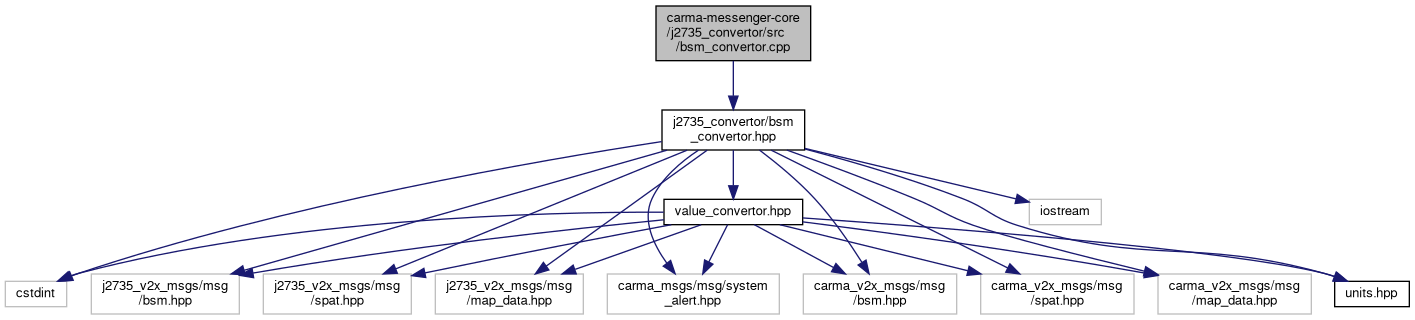 carma-messenger-core
/j2735_convertor/src
/bsm_convertor.cpp
j2735_convertor/bsm
_convertor.hpp
value_convertor.hpp
iostream
cstdint
j2735_v2x_msgs/msg
/bsm.hpp
j2735_v2x_msgs/msg
/spat.hpp
j2735_v2x_msgs/msg
/map_data.hpp
carma_msgs/msg/system
_alert.hpp
carma_v2x_msgs/msg
/bsm.hpp
carma_v2x_msgs/msg
/spat.hpp
carma_v2x_msgs/msg
/map_data.hpp
units.hpp